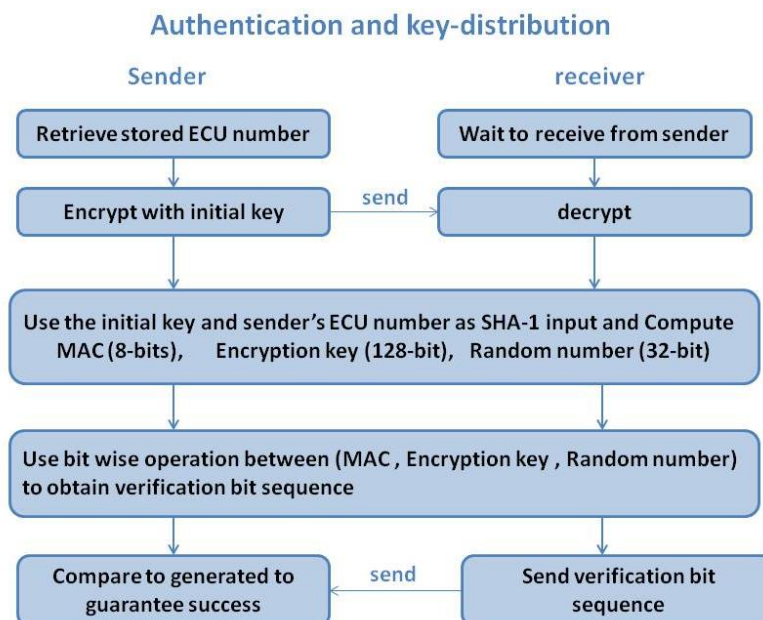 Authentication and key-distribution
Sender
receiver
Retrieve stored ECU number
Wait to receive from sender
Encrypt with initial key
send
decrypt
Use the initial key and sender's ECU number as SHA-1 input and Compute
MAC (8-bits), Encryption key (128-bit), Random number (32-bit)
Use bit wise operation between (MAC , Encryption key , Random number)
to obtain verification bit sequence
Compare to generated to
guarantee success
send
Send verification bit
sequence